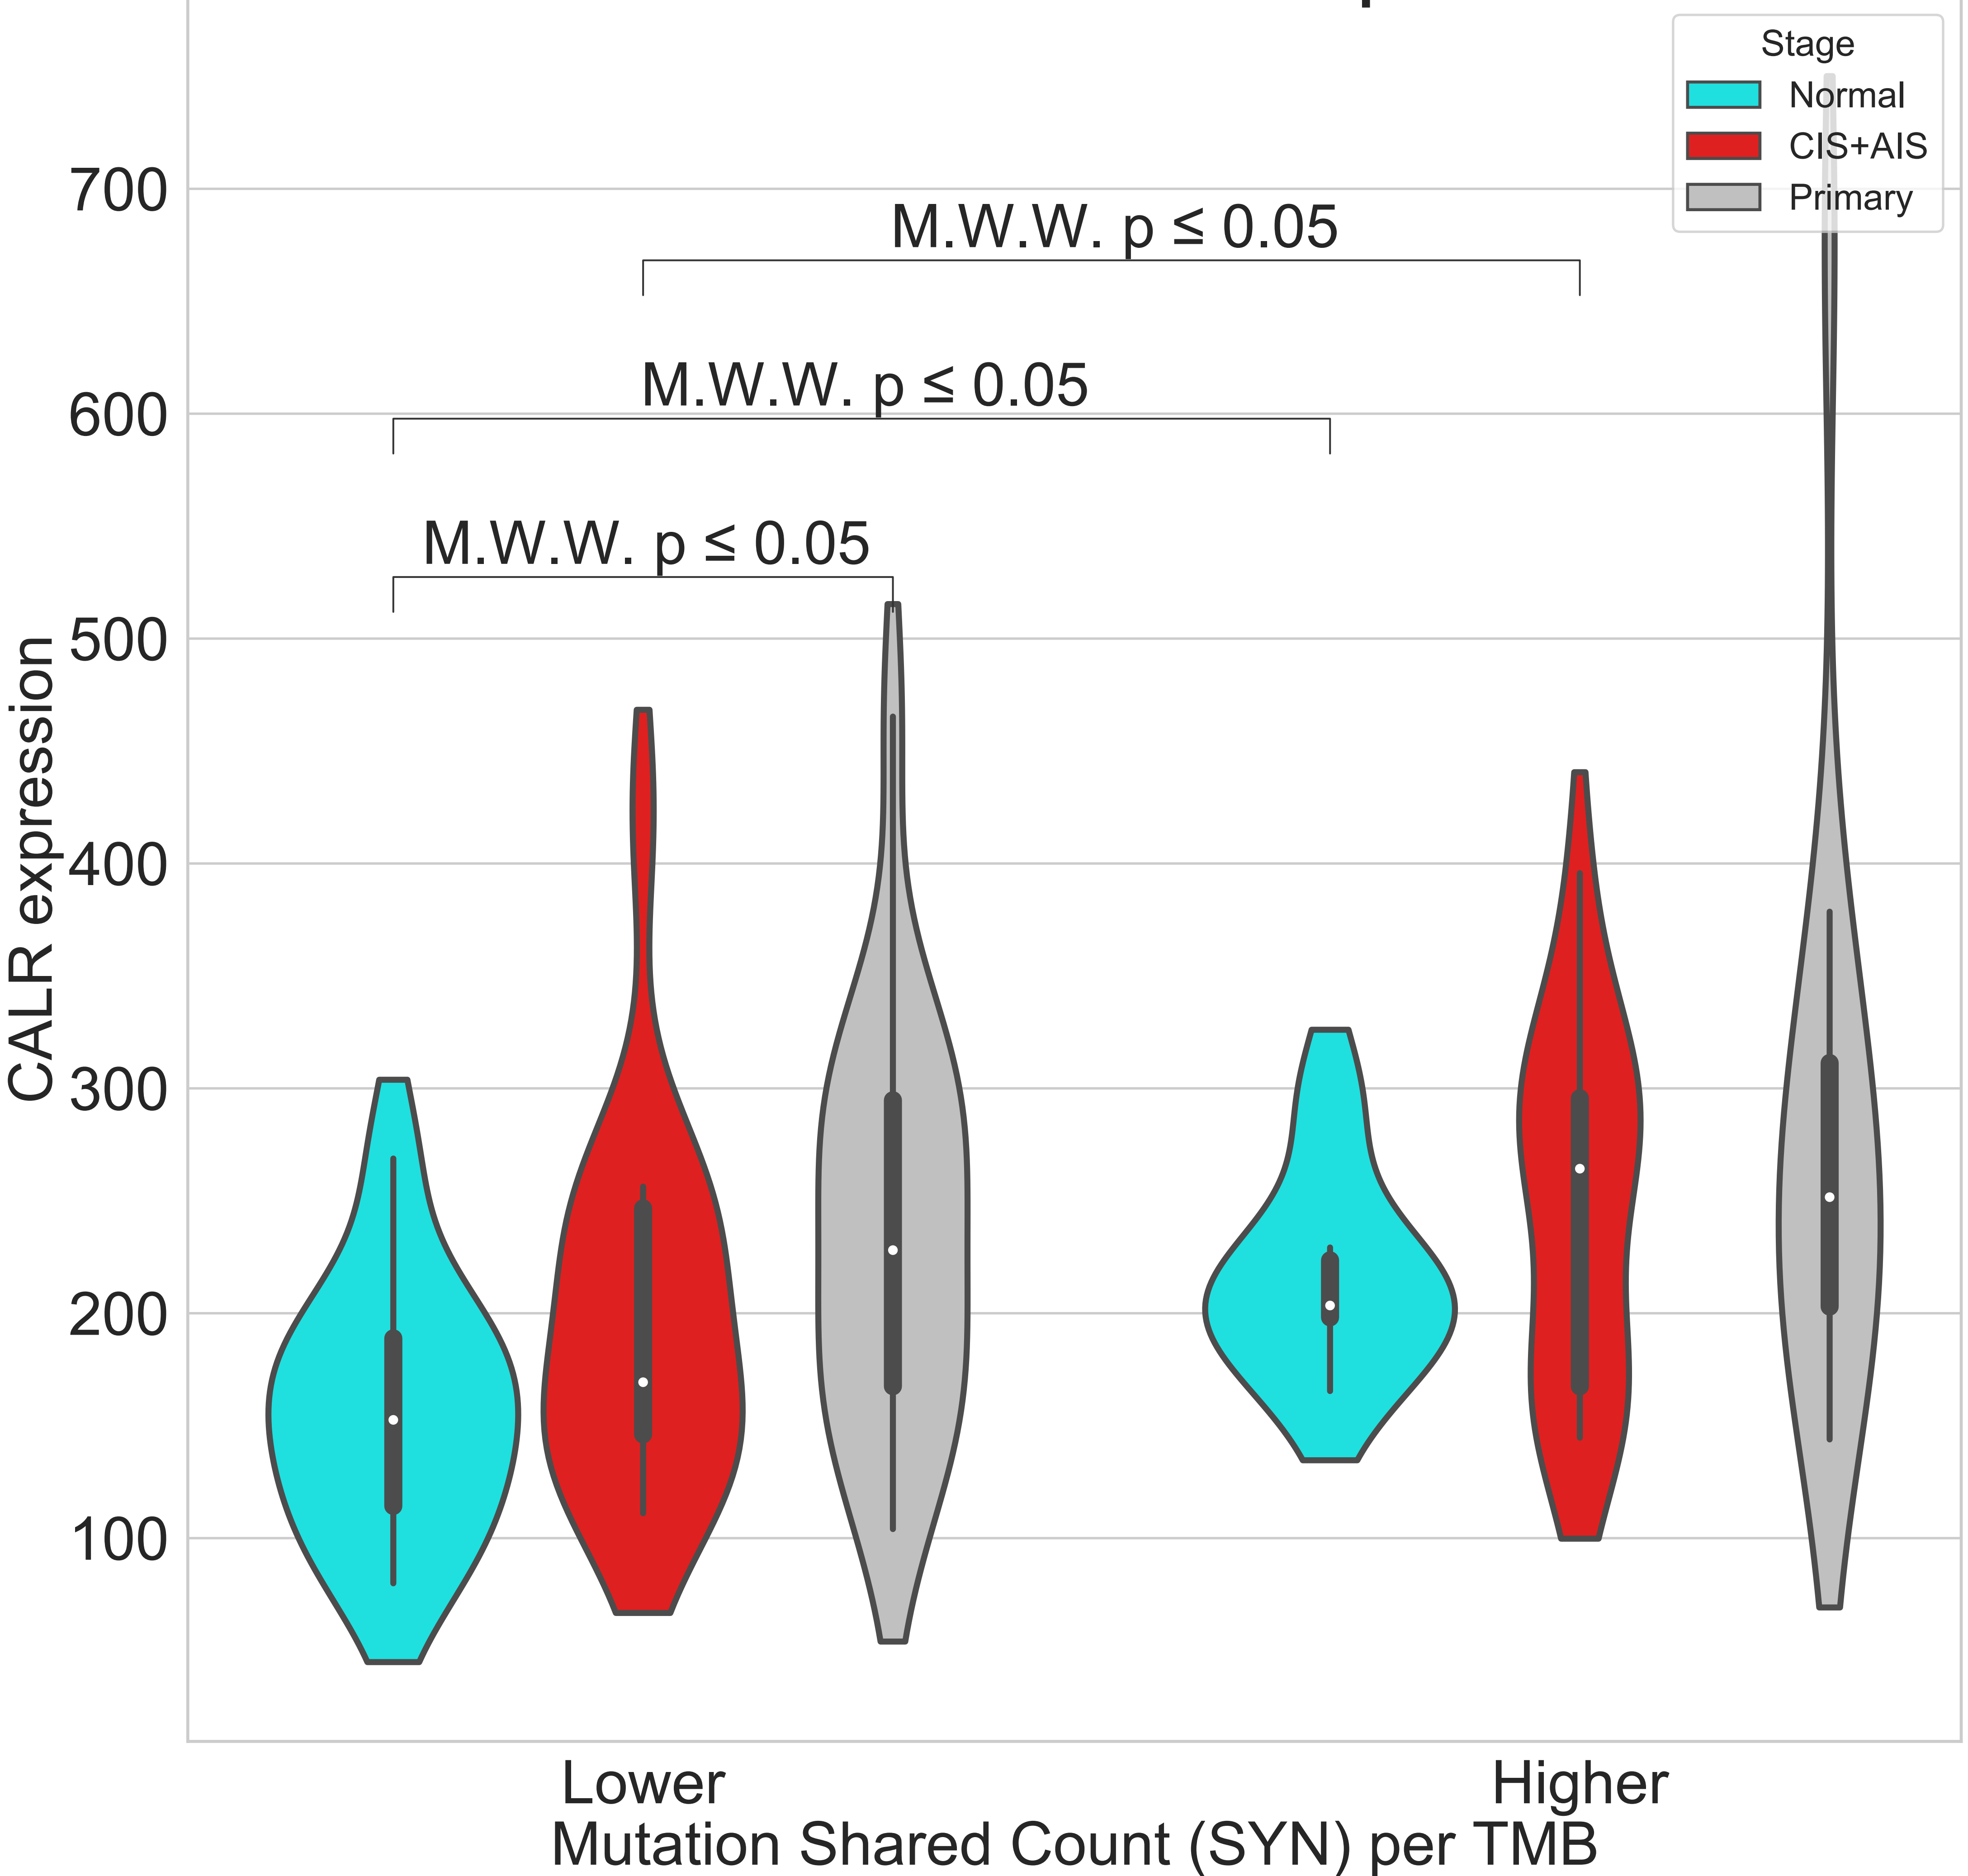 Stage
Normal
CIS+AIS
Primary
M.W.W. p ≤ 0.05
M.W.W. p ≤ 0.05
M.W.W. p ≤ 0.05
700
600
500
400
300
200
100
CALR expression
Lower
Higher
Mutation Shared Count (SYN) per TMB